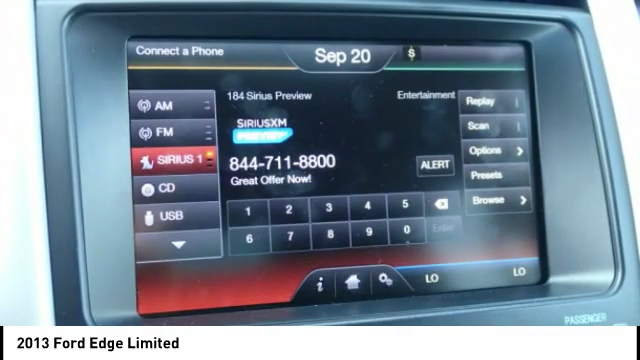 Connect a Phone
Sep 20
184 Sirius Preview
Entertainment
AM
FM
SIRIUS 1
CD
USB
SIRIUSXM
PREVIEW
844-711-8800
Great Offer Now!
ALERT
1 2 3 4 5
6 7 8 9 0
Enter
Replay
Scan
Options
Presets
Browse
i
LO
LO
PASSENGER
2013 Ford Edge Limited